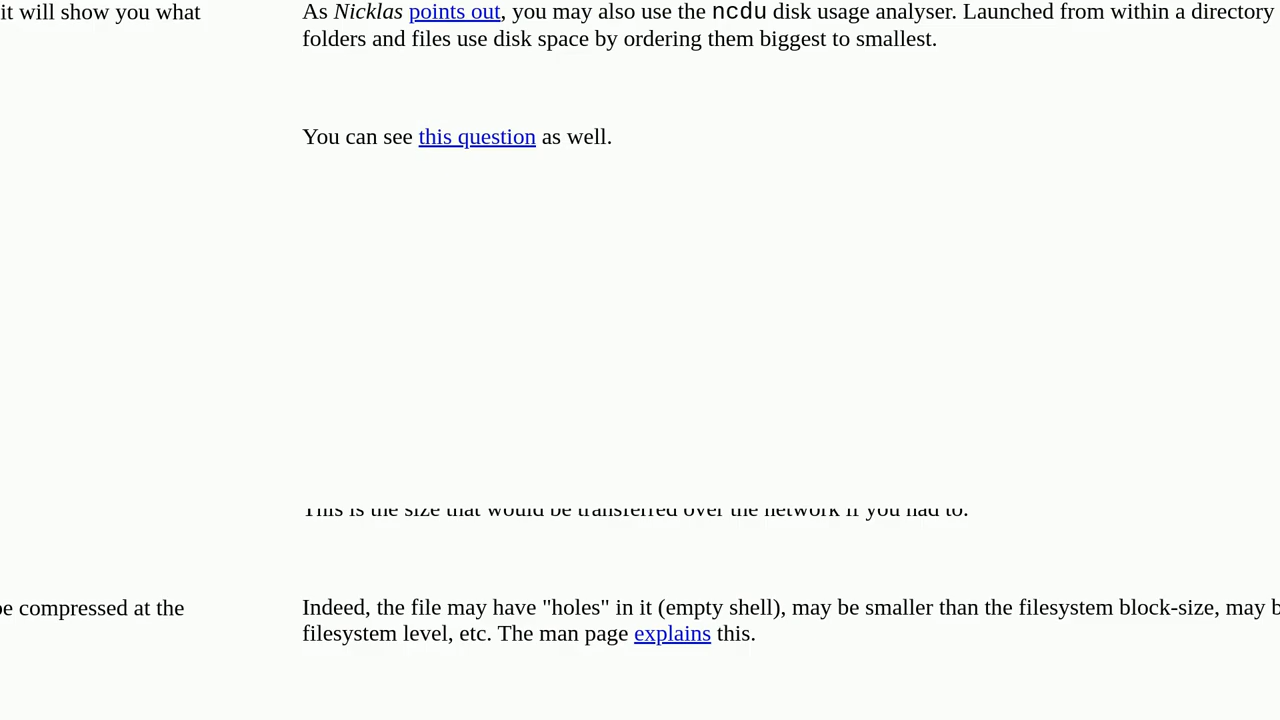 it will show you what
As Nicklas points out, you may also use the ncdu disk usage analyser. Launched from within a directory
folders and files use disk space by ordering them biggest to smallest.
You can see this question as well.
This is the size that would be transferred over the network if you had to.
be compressed at the
Indeed, the file may have "holes" in it (empty shell), may be smaller than the filesystem block-size, may b
filesystem level, etc. The man page explains this.